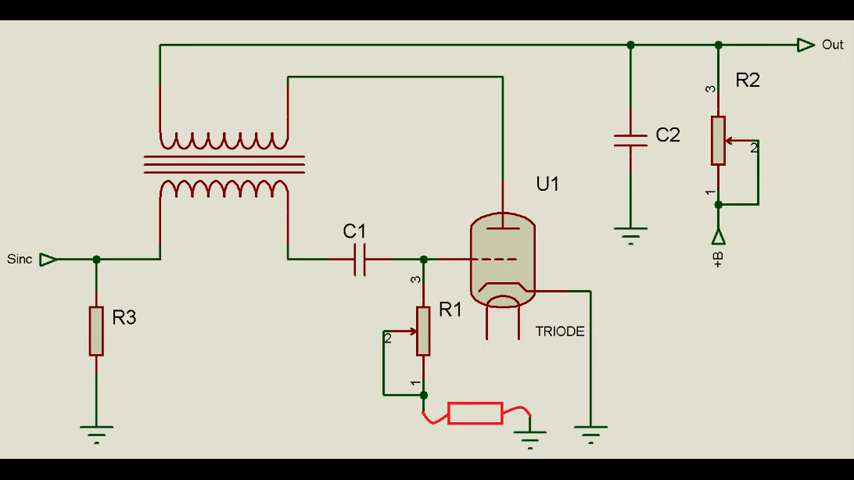 Out
3
R2
C2
2
U1
1
C1
Sinc
+B
3
R3
R1
2
TRIODE
1